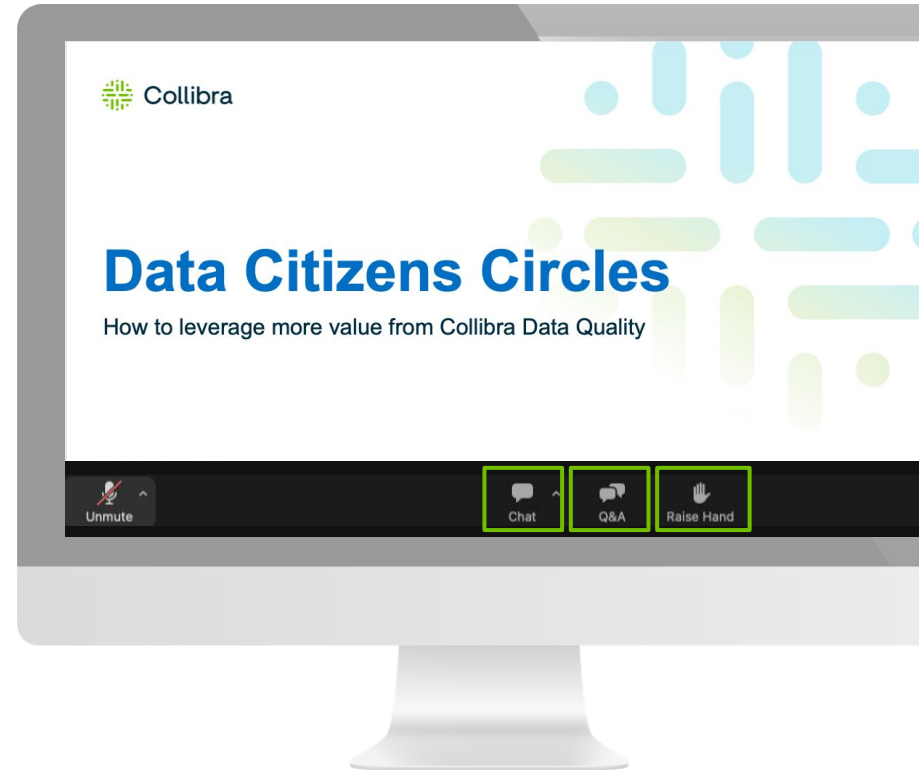 Collibra
Data Citizens Circles
How to leverage more value from Collibra Data Quality
Unmute
Chat
Q&A
Raise Hand